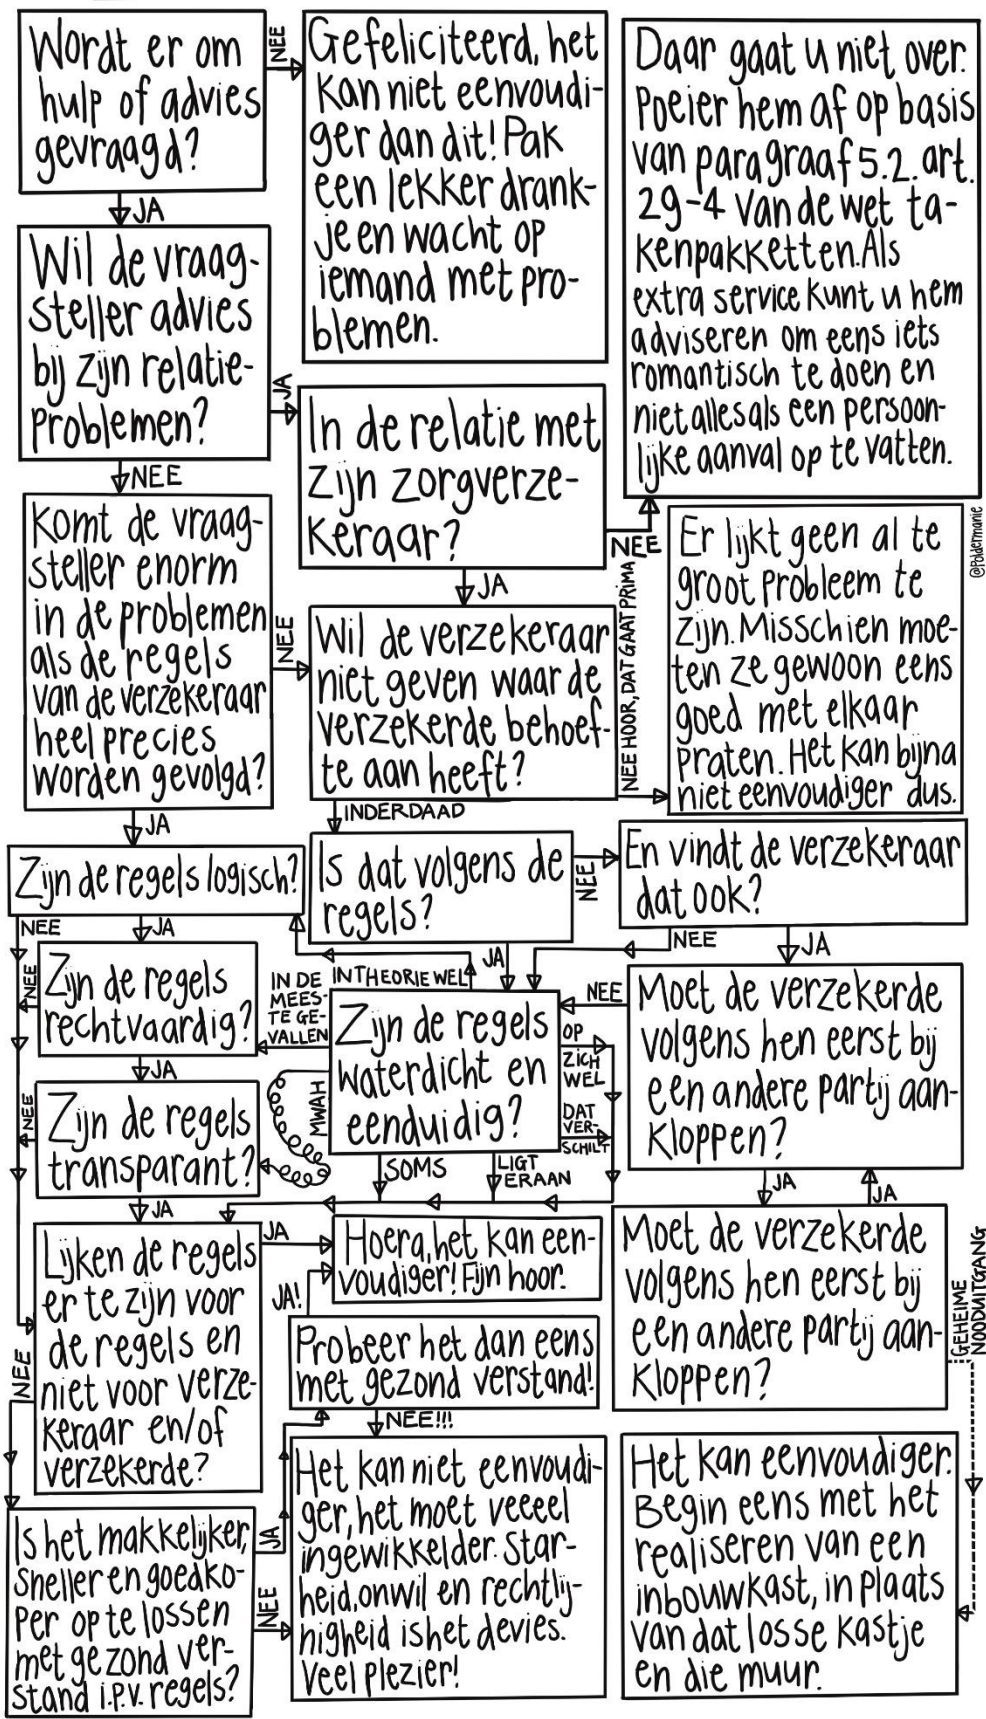 Wordt er om
hulp of advies
gevraagd?
NEE
Gefeliciteerd, het
kan niet eenvoudi-
ger dan dit! Pak
een lekker drank-
je en wacht op
iemand met pro-
blemen.
JA
Wil de vraag-
steller advies
bij zijn relatie-
problemen?
JA
In de relatie met
zijn zorgverze-
keraar?
NEE
Daar gaat u niet over.
Poeier hem af op basis
van paragraaf 5.2. art.
29-4 van de wet ta-
kenpakketten. Als
extra service kunt u hem
adviseren om eens iets
romantisch te doen en
niet alles als een persoon-
lijke aanval op te vatten.
@Poldermanie
NEE
Komt de vraag-
steller enorm
in de problemen
als de regels
van de verzekeraar
heel precies
worden gevolgd?
NEE
JA
Wil de verzekeraar
niet geven waar de
verzekerde behoef-
te aan heeft?
NEE HOOR, DAT GAAT PRIMA
Er lijkt geen al te
groot probleem te
zijn. Misschien moe-
ten ze gewoon eens
goed met elkaar
praten. Het kan bijna
niet eenvoudiger dus.
INDERDAAD
JA
Zijn de regels logisch?
Is dat volgens de
regels?
NEE
En vindt de verzekeraar
dat ook?
NEE
JA
NEE
JA
Zijn de regels
rechtvaardig?
NEE
JA
Zijn de regels
transparant?
NEE
JA
IN THEORIE WEL
JA
IN DE
MEES-
TE GE-
VALLEN
Zijn de regels
waterdicht en
eenduidig?
MWAH
OP
ZICH
WEL
DAT
VER-
SCHILT
SOMS
LIGT
ERAAN
NEE
Moet de verzekerde
volgens hen eerst bij
een andere partij aan-
kloppen?
JA
JA
Moet de verzekerde
volgens hen eerst bij
een andere partij aan-
kloppen?
GEHEIME
NOODUITGANG
Lijken de regels
er te zijn voor
de regels en
niet voor verze-
keraar en/of
verzekerde?
JA
NEE
Hoera, het kan een-
voudiger! Fijn hoor.
JA!
Probeer het dan eens
met gezond verstand!
NEE!!!
Is het makkelijker,
sneller en goedko-
per op te lossen
met gezond ver-
stand i.p.v. regels?
JA
NEE
Het kan niet eenvoudi-
ger, het moet veeeel
ingewikkelder. Star-
heid, onwil en rechtlij-
nigheid is het devies.
Veel plezier!
Het kan eenvoudiger.
Begin eens met het
realiseren van een
inbouwkast, in plaats
van dat losse kastje
en die muur.